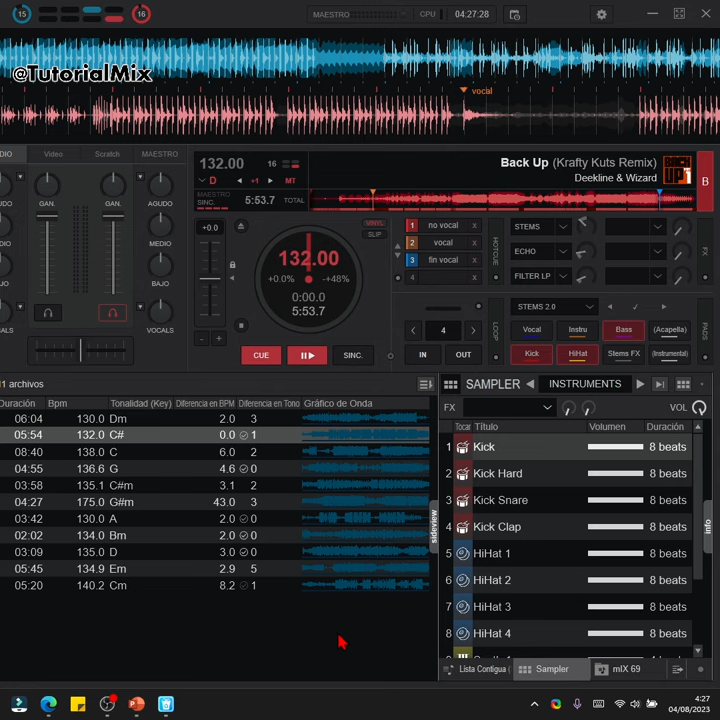 15
16
MAESTRO
CPU
04:27:28
@TutorialMix
vocal
DIO
Video
Scratch
MAESTRO
132.00
16
D
+1
MT
MAESTRO
SINC.
5:53.7
TOTAL
Back Up (Krafty Kuts Remix)
Deekline & Wizard
B
GAN.
GAN.
AGUDO
MEDIO
BAJO
VOCALS
+0.0
VINYL
SLIP
132.00
+0.0%
+-48%
0:00.0
5:53.7
CUE
SINC.
1 no vocal x
2 vocal x
3 fin vocal x
4
HOTCUE
STEMS
ECHO
FILTER LP
FX
4
IN
OUT
LOOP
STEMS 2.0
Vocal
Instru
Bass
(Acapella)
Kick
HiHat
Stems FX
(Instrumental)
PADS
11 archivos
Duración Bpm Tonalidad (Key) Diferencia en BPM Diferencia en Tono Gráfico de Onda
06:04 130.0 Dm 2.0 3
05:54 132.0 C# 0.0 1
08:40 138.0 C 6.0 2
04:55 136.6 G 4.6 0
03:58 135.1 C#m 3.1 2
04:27 175.0 G#m 43.0 3
03:42 130.0 A 2.0 0
02:02 134.0 Bm 2.0 0
03:09 135.0 D 3.0 0
05:45 134.9 Em 2.9 5
05:20 140.2 Cm 8.2 1
sideview
SAMPLER
INSTRUMENTS
FX
VOL
Tocar Título Volumen Duración
1 Kick 8 beats
2 Kick Hard 8 beats
3 Kick Snare 8 beats
4 Kick Clap 8 beats
5 HiHat 1 8 beats
6 HiHat 2 8 beats
7 HiHat 3 8 beats
8 HiHat 4 8 beats
info
Lista Contigua (
Sampler
mIX 69
4:27
04/08/2023